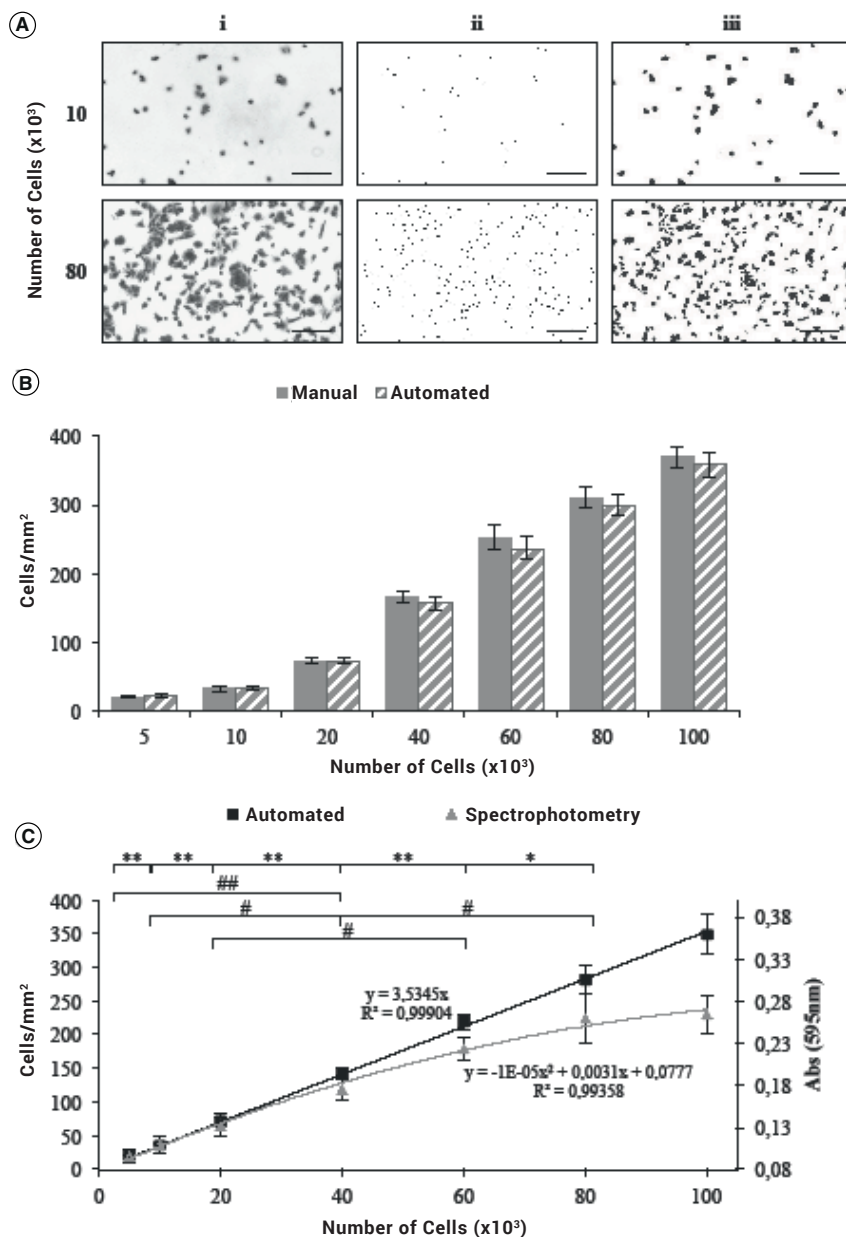 A
i ii iii
Number of Cells (x10³)
10
80
B
Manual Automated
Cells/mm²
400
300
200
100
0
5 10 20 40 60 80 100
Number of Cells (x10³)
Automated Spectrophotometry
C
** ** ** ** *
##
# #
#
Cells/mm²
400
350
300
250
200
150
100
50
0
y = 3,5345x
R² = 0,99904
y = -1E-05x² + 0,0031x + 0,0777
R² = 0,99358
0,38
0,33
0,28
0,23
0,18
0,13
0,08
Abs (595nm)
0 20 40 60 80 100
Number of Cells (x10³)